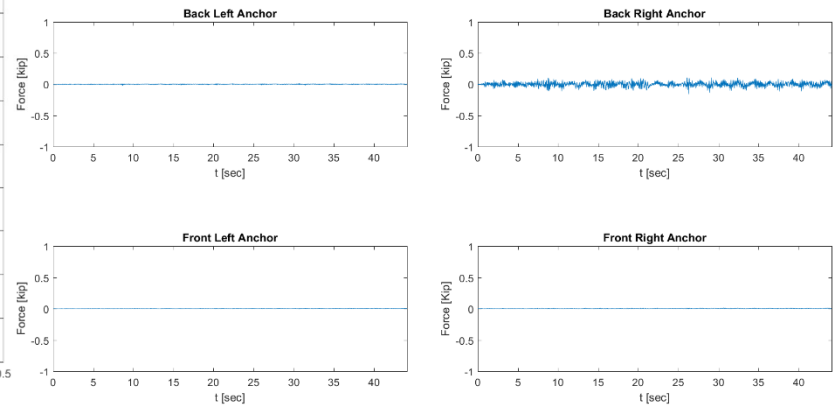 Back Left Anchor
Force [kip]
1
0.5
0
-0.5
-1
0 5 10 15 20 25 30 35 40
t [sec]
Back Right Anchor
Force [kip]
1
0.5
0
-0.5
-1
0 5 10 15 20 25 30 35 40
t [sec]
Front Left Anchor
Force [kip]
1
0.5
0
-0.5
-1
0 5 10 15 20 25 30 35 40
t [sec]
Front Right Anchor
Force [Kip]
1
0.5
0
-0.5
-1
0 5 10 15 20 25 30 35 40
t [sec]